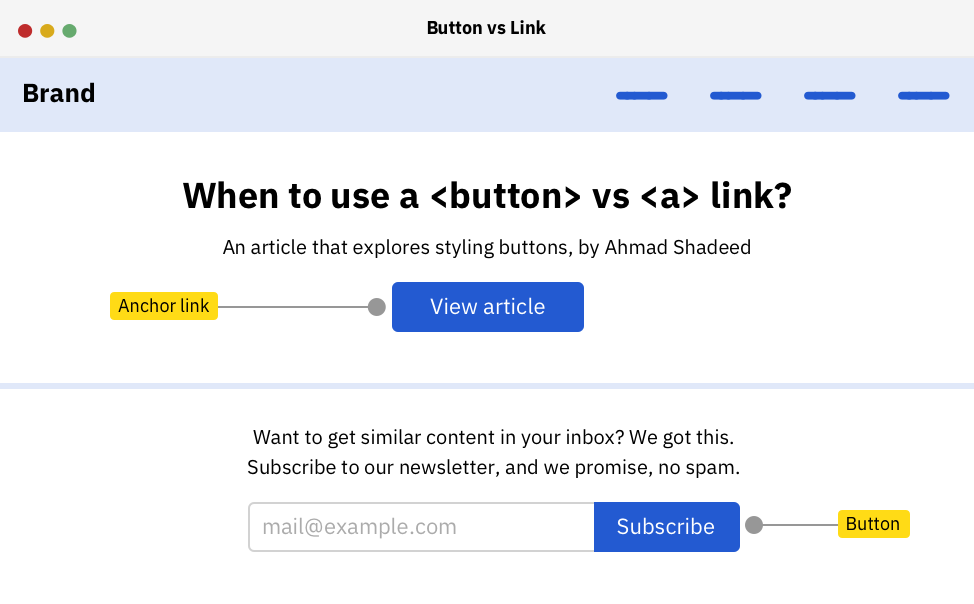 Button vs Link
Brand
When to use a <button> vs <a> link?
An article that explores styling buttons, by Ahmad Shadeed
Anchor link
View article
Want to get similar content in your inbox? We got this.
Subscribe to our newsletter, and we promise, no spam.
mail@example.com
Subscribe
Button